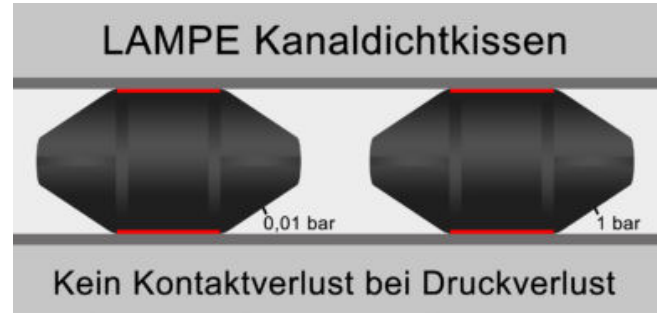 LAMPE Kanaldichtkissen
0,01 bar
1 bar
Kein Kontaktverlust bei Druckverlust